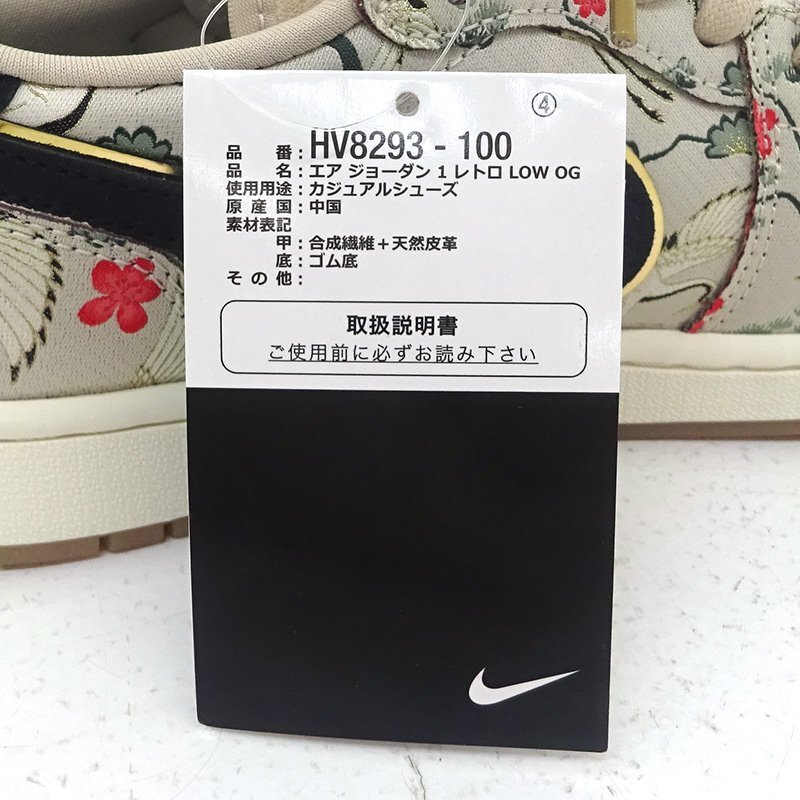 ④
品番：HV8293 - 100
品名：エア ジョーダン 1 レトロ LOW OG
使用用途：カジュアルシューズ
原産国：中国
素材表記
甲：合成繊維＋天然皮革
底：ゴム底
その他：
取扱説明書
ご使用前に必ずお読み下さい